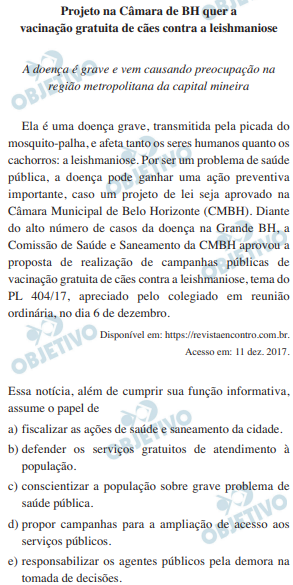 Projeto na Câmara de BH quer a
vacinação gratuita de cães contra a leishmaniose
A doença é grave e vem causando preocupação na
região metropolitana da capital mineira
Ela é uma doença grave, transmitida pela picada do
mosquito-palha, e afeta tanto os seres humanos quanto os
cachorros: a leishmaniose. Por ser um problema de saúde
pública, a doença pode ganhar uma ação preventiva
importante, caso um projeto de lei seja aprovado na
Câmara Municipal de Belo Horizonte (CMBH). Diante
do alto número de casos da doença na Grande BH, a
Comissão de Saúde e Saneamento da CMBH aprovou a
proposta de realização de campanhas públicas de
vacinação gratuita de cães contra a leishmaniose, tema do
PL 404/17, apreciado pelo colegiado em reunião
ordinária, no dia 6 de dezembro.
Disponível em: https://revistaencontro.com.br.
Acesso em: 11 dez. 2017.
Essa notícia, além de cumprir sua função informativa,
assume o papel de
a) fiscalizar as ações de saúde e saneamento da cidade.
b) defender os serviços gratuitos de atendimento à
população.
c) conscientizar a população sobre grave problema de
saúde pública.
d) propor campanhas para a ampliação de acesso aos
serviços públicos.
e) responsabilizar os agentes públicos pela demora na
tomada de decisões.
OBJETIVO
OBJETIVO
OBJETIVO
OBJETIVO
OBJETIVO
OBJETIVO